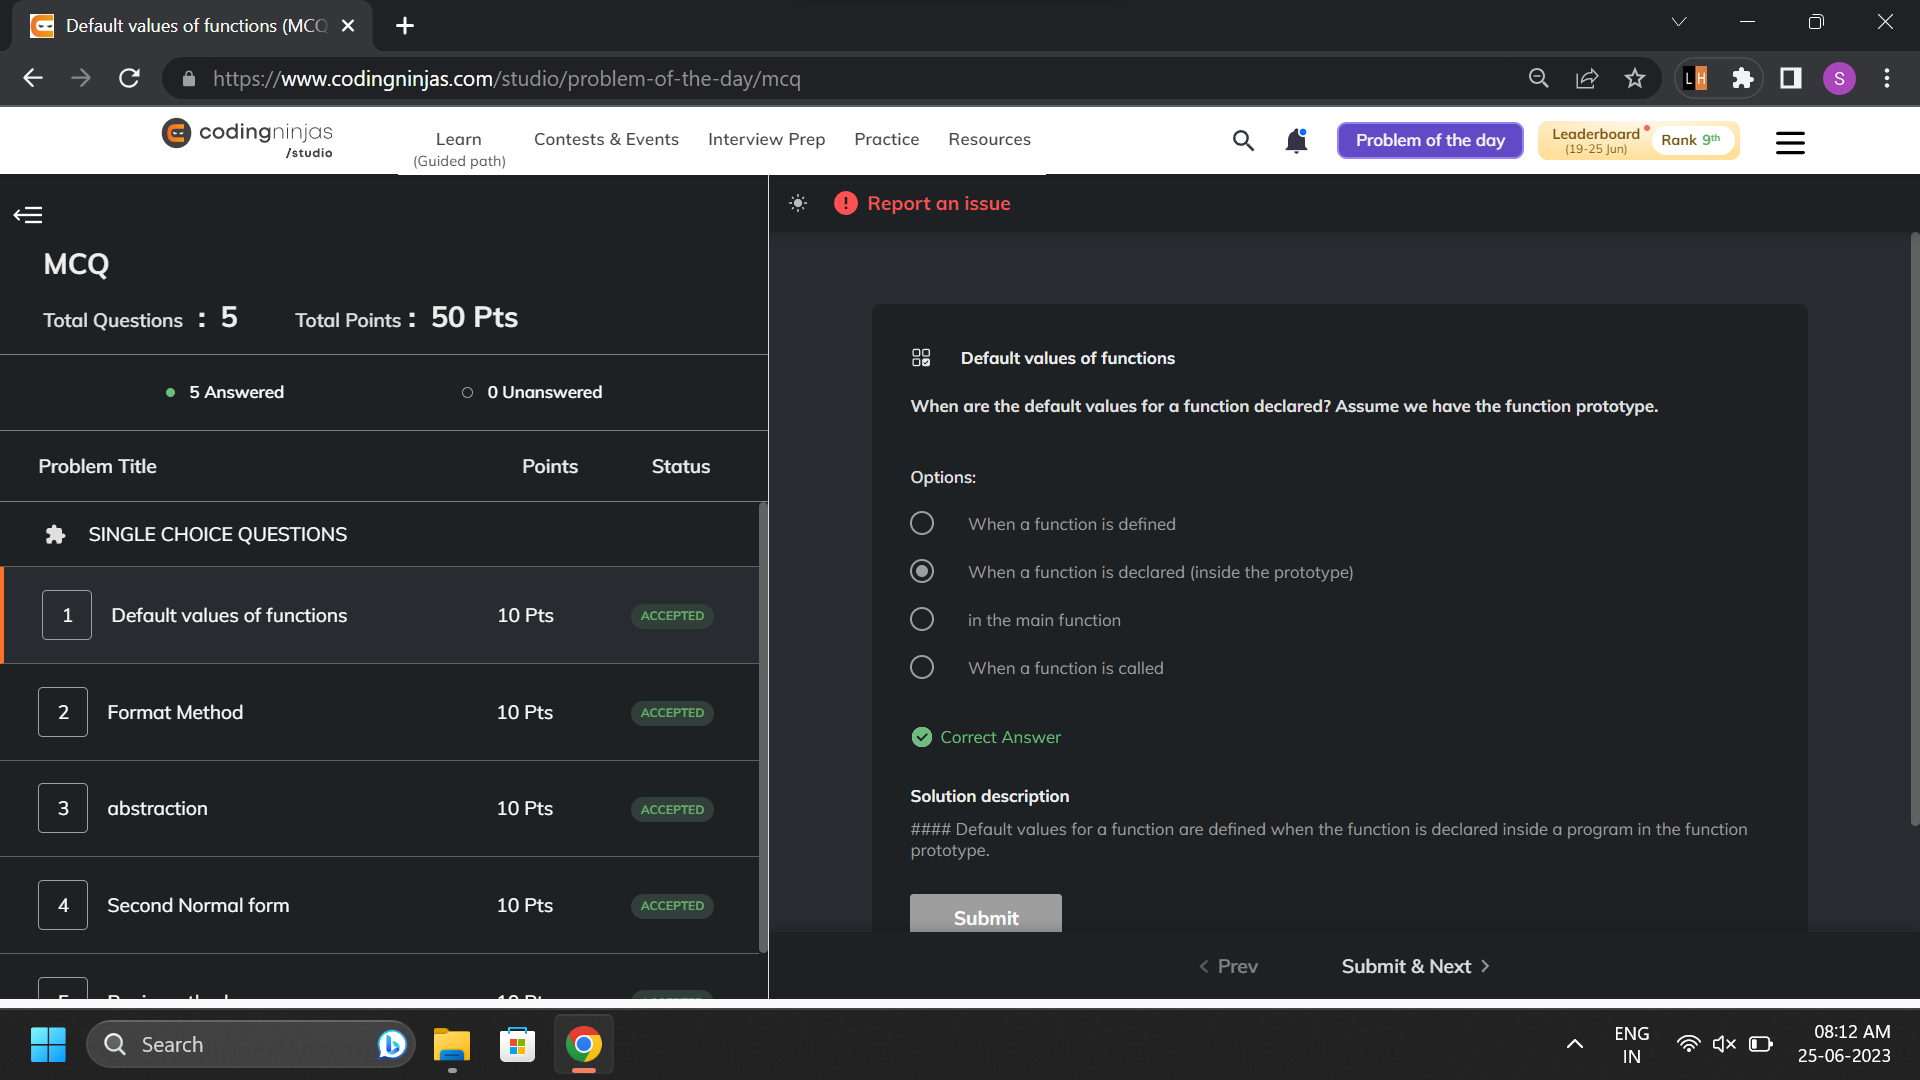 Default values of functions (MCQ
https://www.codingninjas.com/studio/problem-of-the-day/mcq
L H
S
codingninjas
/studio
Learn
(Guided path)
Contests & Events
Interview Prep
Practice
Resources
Problem of the day
Leaderboard
(19-25 Jun)
Rank 9th
MCQ
Total Questions : 5
Total Points : 50 Pts
5 Answered
0 Unanswered
Problem Title
Points
Status
SINGLE CHOICE QUESTIONS
1 Default values of functions 10 Pts ACCEPTED
2 Format Method 10 Pts ACCEPTED
3 abstraction 10 Pts ACCEPTED
4 Second Normal form 10 Pts ACCEPTED
Report an issue
Default values of functions
When are the default values for a function declared? Assume we have the function prototype.
Options:
When a function is defined
When a function is declared (inside the prototype)
in the main function
When a function is called
Correct Answer
Solution description
#### Default values for a function are defined when the function is declared inside a program in the function
prototype.
Submit
Prev
Submit & Next
Search
ENG
IN
08:12 AM
25-06-2023